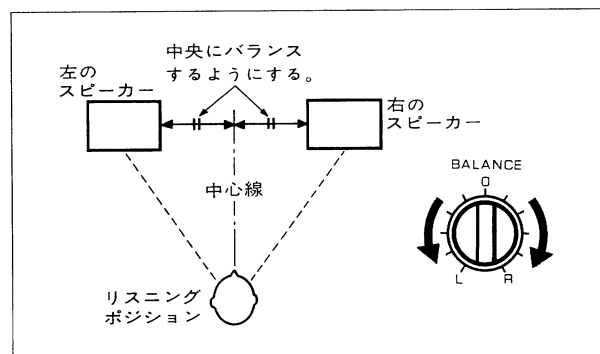 中央にバランス
するようにする。
左の
スピーカー
右の
スピーカー
中心線
BALANCE
0
L
R
リスニング
ポジション